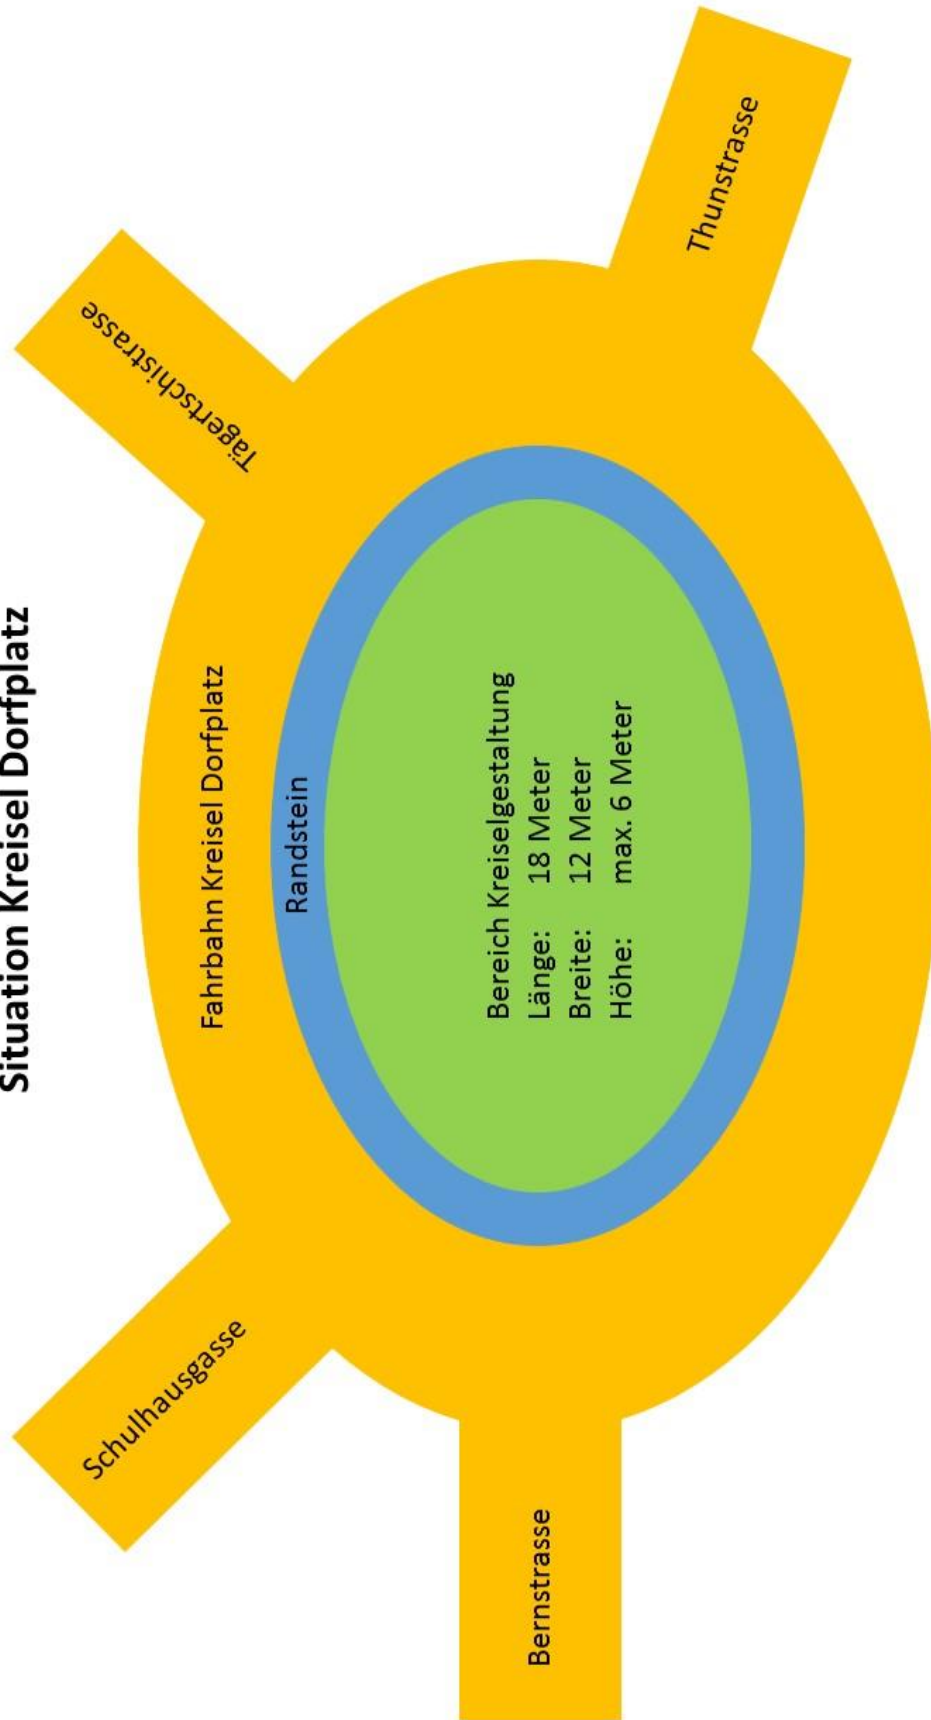 Situation Kreisel Dorfplatz
Schulhausgasse
Tägertschistrasse
Fahrbahn Kreisel Dorfplatz
Randstein
Bereich Kreiselgestaltung
Länge: 18 Meter
Breite: 12 Meter
Höhe: max. 6 Meter
Bernstrasse
Thunstrasse